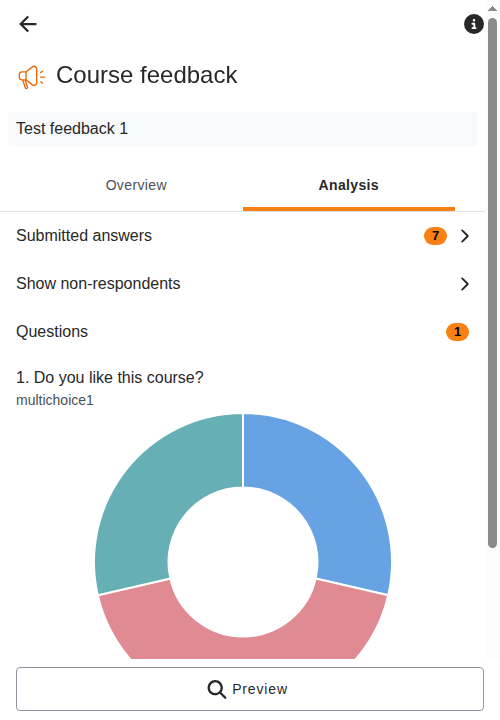 Course feedback
Test feedback 1
Overview
Analysis
Submitted answers 7
Show non-respondents
Questions 1
1. Do you like this course?
multichoice1
Preview